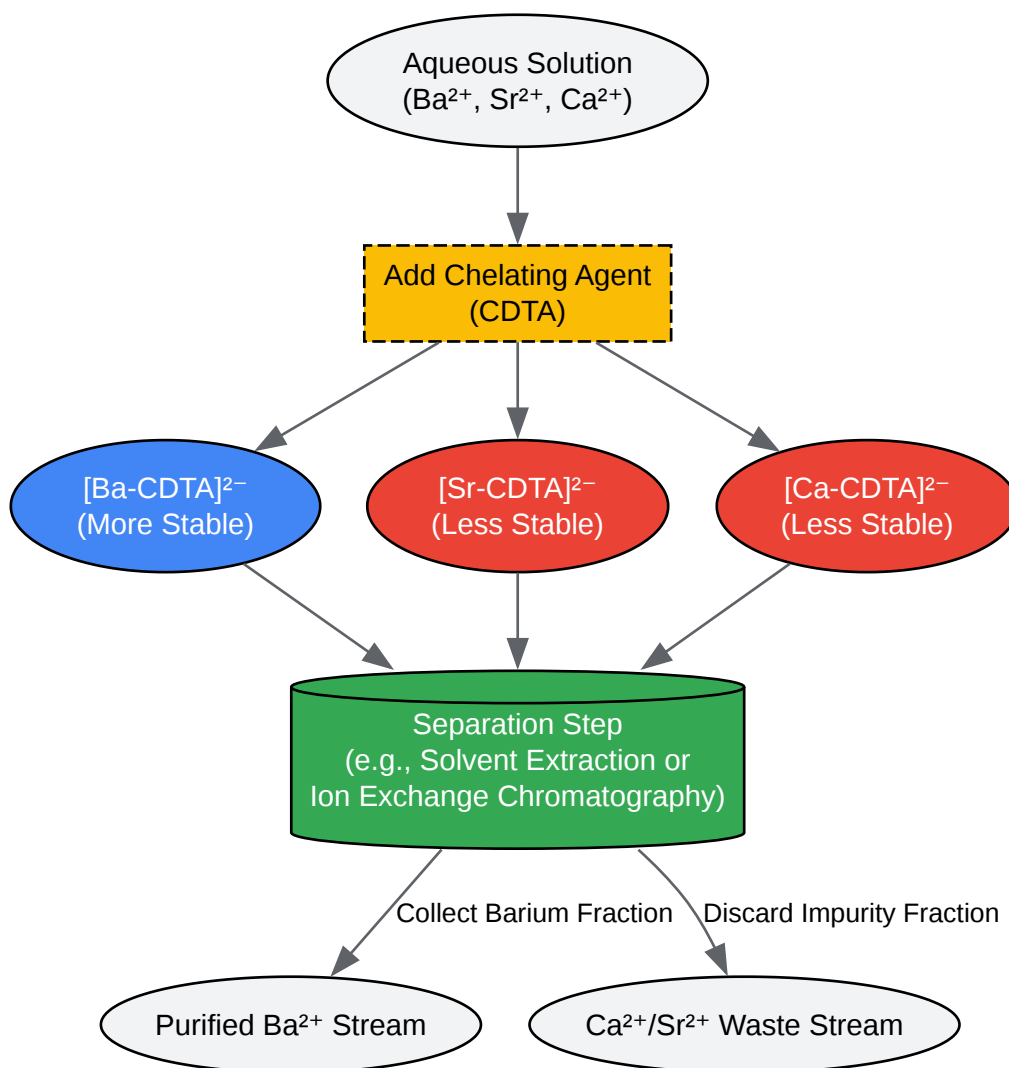 Aqueous Solution
(Ba²⁺, Sr²⁺, Ca²⁺)
Add Chelating Agent
(CDTA)
[Ba-CDTA]²⁻
(More Stable)
[Sr-CDTA]²⁻
(Less Stable)
[Ca-CDTA]²⁻
(Less Stable)
Separation Step
(e.g., Solvent Extraction or
Ion Exchange Chromatography)
Collect Barium Fraction
Discard Impurity Fraction
Purified Ba²⁺ Stream
Ca²⁺/Sr²⁺ Waste Stream